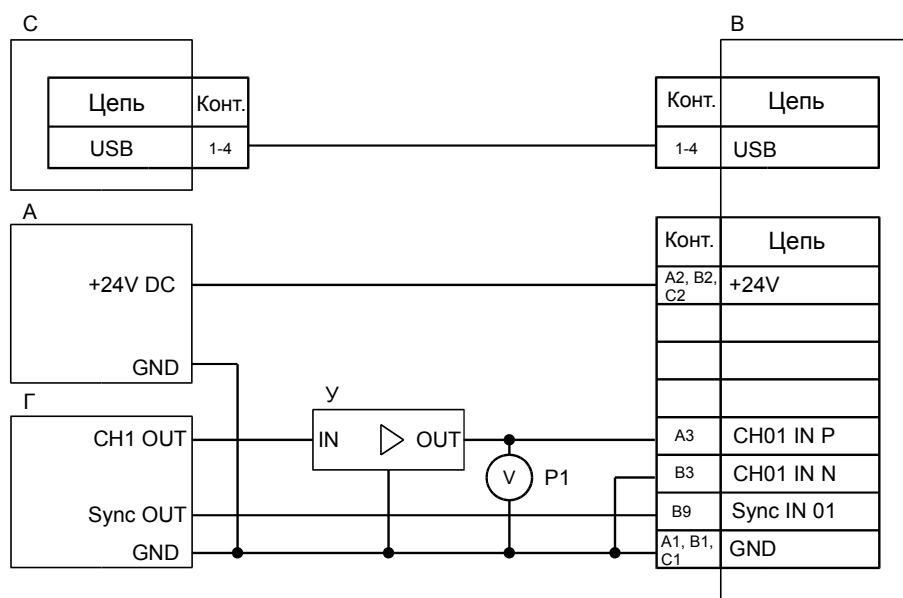 С
В
Цепь Конт.
USB 1-4
Конт. Цепь
1-4 USB
А
+24V DC
GND
Конт. Цепь
A2, B2, C2 +24V
Г
CH1 OUT
Sync OUT
GND
У
IN OUT
V P1
A3 CH01 IN P
B3 CH01 IN N
B9 Sync IN 01
A1, B1, C1 GND